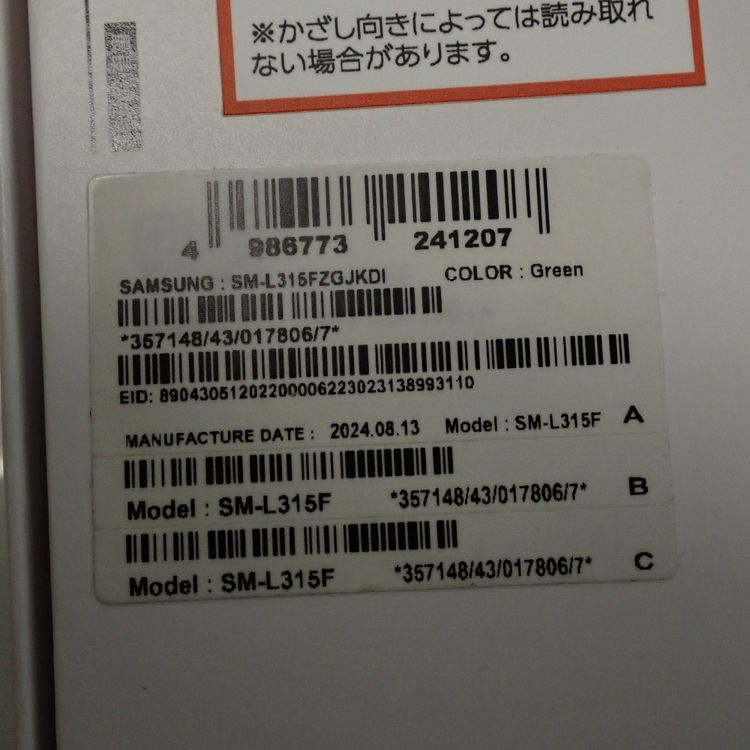 ※かざし向きによっては読み取れ
ない場合があります。
4 986773 241207
SAMSUNG : SM-L315FZGJKDI COLOR : Green
*357148/43/017806/7*
EID: 89043051202200006223023138993110
MANUFACTURE DATE : 2024.08.13 Model : SM-L315F A
Model : SM-L315F *357148/43/017806/7* B
Model : SM-L315F *357148/43/017806/7* C